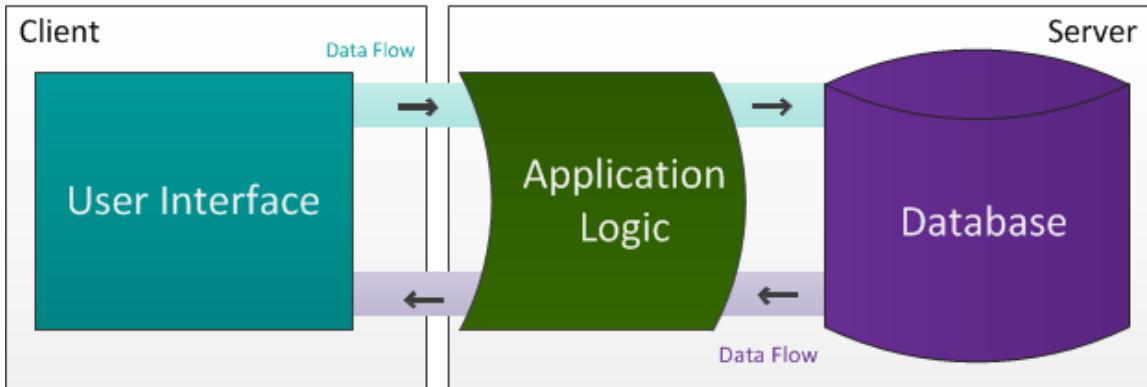 Client
Server
Data Flow
User Interface
Application
Logic
Database
Data Flow